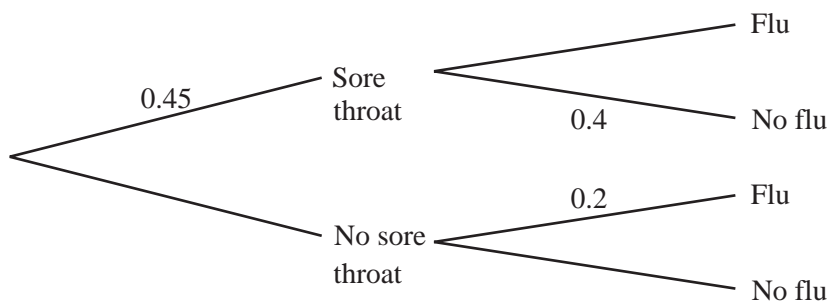 Flu
Sore
0.45
throat
0.4
No flu
0.2
Flu
No sore
throat
No flu